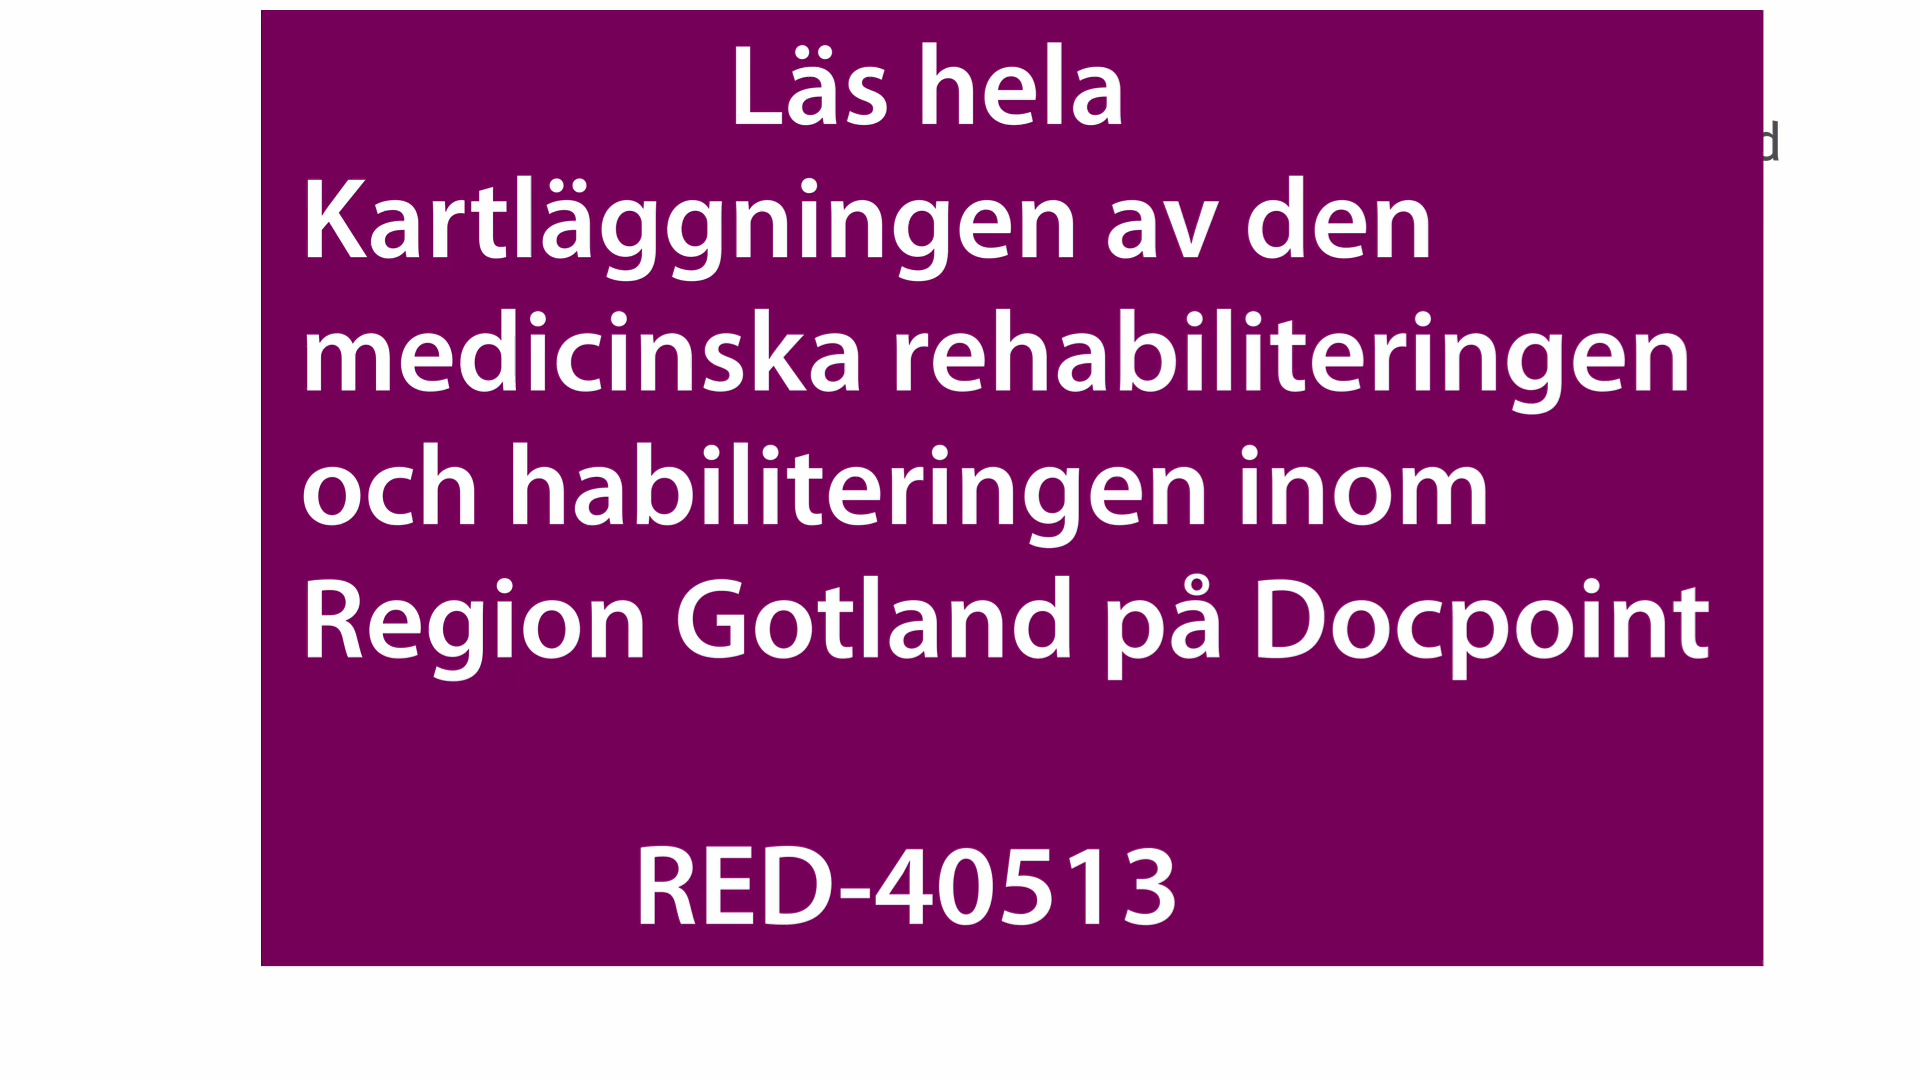 Läs hela
Kartläggningen av den
medicinska rehabiliteringen
och habiliteringen inom
Region Gotland på Docpoint
RED-40513